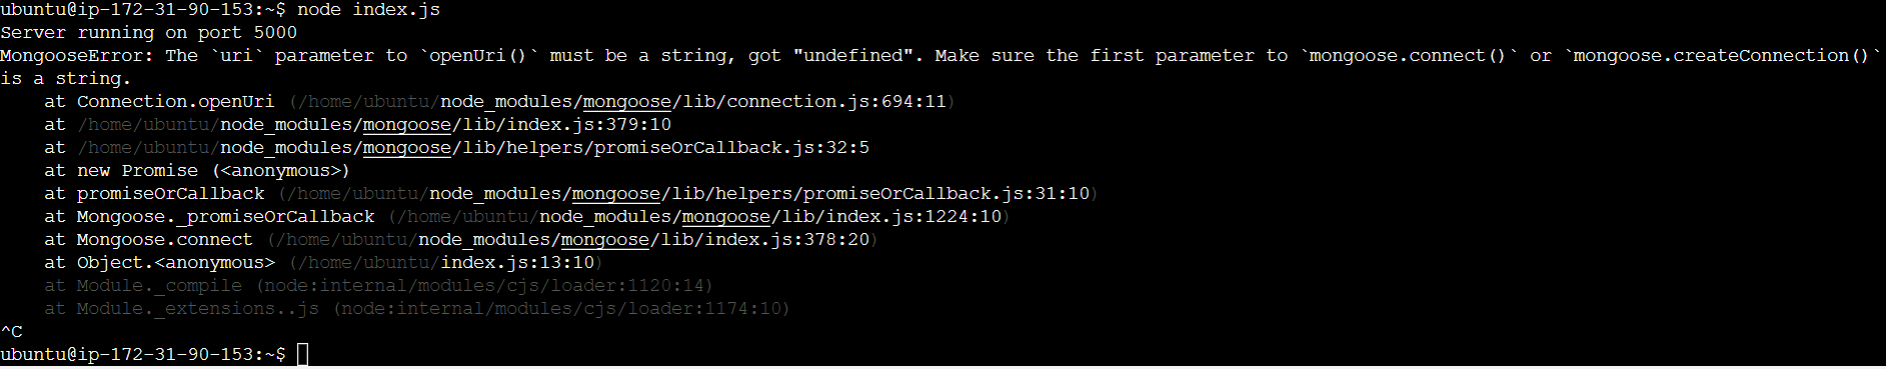 ubuntu@ip-172-31-90-153:~$ node index.js
Server running on port 5000
MongooseError: The `uri` parameter to `openUri()` must be a string, got "undefined". Make sure the first parameter to `mongoose.connect()` or `mongoose.createConnection()`
is a string.
    at Connection.openUri (/home/ubuntu/node_modules/mongoose/lib/connection.js:694:11)
    at /home/ubuntu/node_modules/mongoose/lib/index.js:379:10
    at /home/ubuntu/node_modules/mongoose/lib/helpers/promiseOrCallback.js:32:5
    at new Promise (<anonymous>)
    at promiseOrCallback (/home/ubuntu/node_modules/mongoose/lib/helpers/promiseOrCallback.js:31:10)
    at Mongoose._promiseOrCallback (/home/ubuntu/node_modules/mongoose/lib/index.js:1224:10)
    at Mongoose.connect (/home/ubuntu/node_modules/mongoose/lib/index.js:378:20)
    at Object.<anonymous> (/home/ubuntu/index.js:13:10)
    at Module._compile (node:internal/modules/cjs/loader:1120:14)
    at Module._extensions..js (node:internal/modules/cjs/loader:1174:10)
^C
ubuntu@ip-172-31-90-153:~$